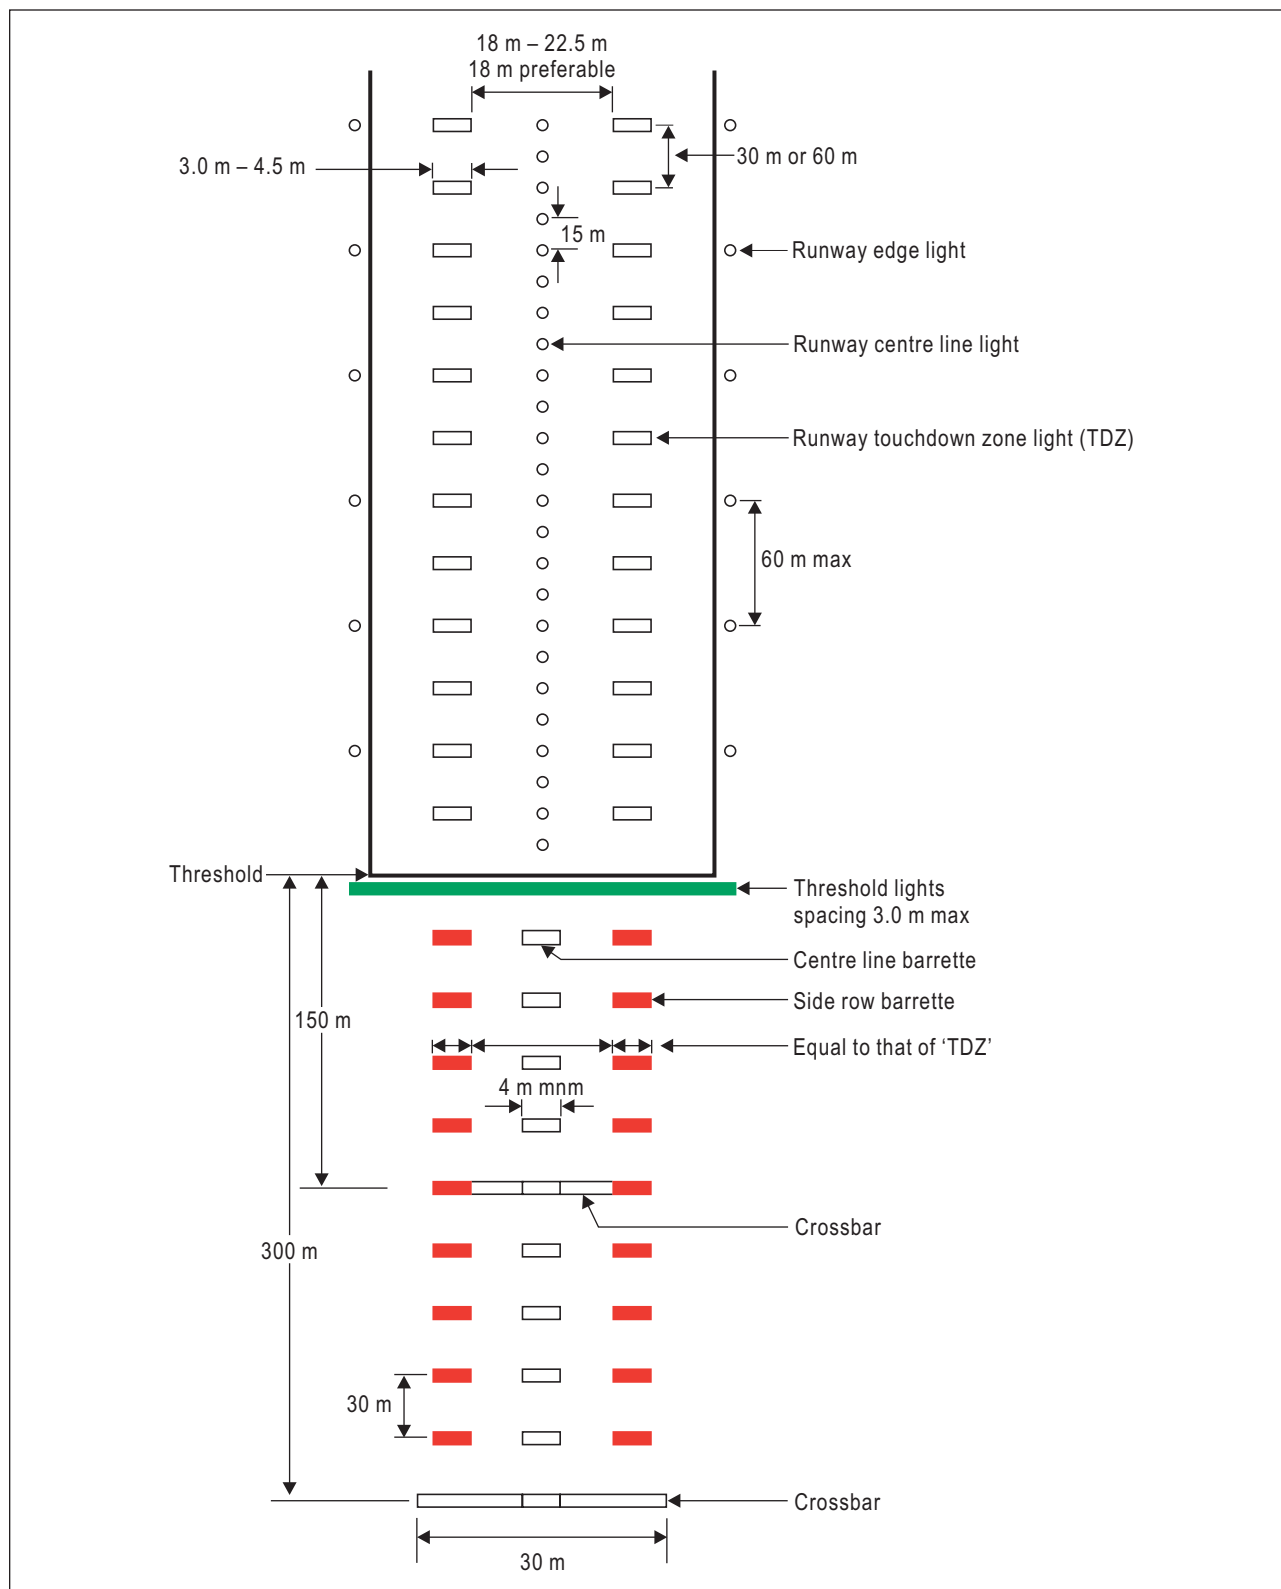 18 m – 22.5 m
18 m preferable
30 m or 60 m
3.0 m – 4.5 m
15 m
Runway edge light
Runway centre line light
Runway touchdown zone light (TDZ)
60 m max
Threshold
Threshold lights
spacing 3.0 m max
Centre line barrette
Side row barrette
150 m
Equal to that of ‘TDZ’
4 m mnm
Crossbar
300 m
30 m
Crossbar
30 m